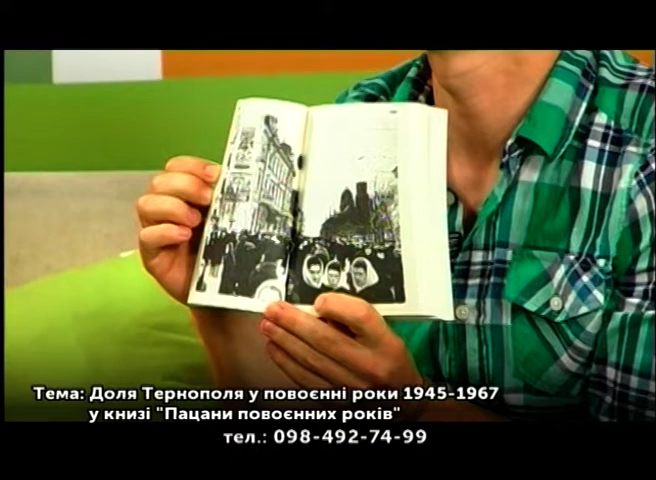 Тема: Доля Тернополя у повоєнні роки 1945-1967
у книзі "Пацани повоєнних років"
тел.: 098-492-74-99